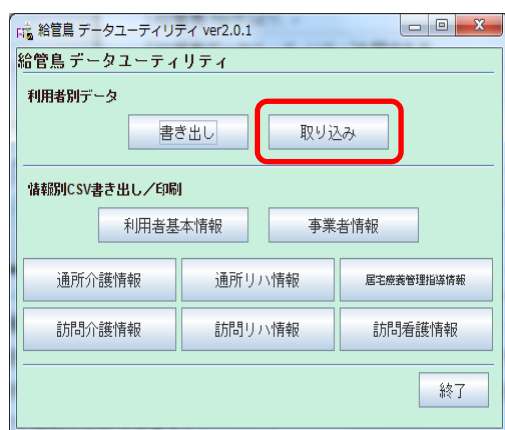 給管鳥 データユーティリティ ver2.0.1
給管鳥 データユーティリティ
利用者別データ
書き出し 取り込み
情報別CSV書き出し／印刷
利用者基本情報 事業者情報
通所介護情報 通所リハ情報 居宅療養管理指導情報
訪問介護情報 訪問リハ情報 訪問看護情報
終了